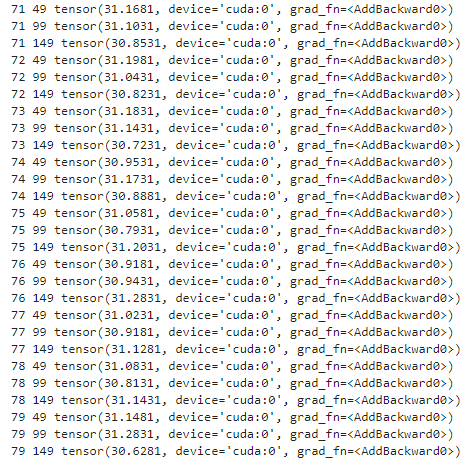 71 49 tensor(31.1681, device='cuda:0', grad_fn=<AddBackward0>)
71 99 tensor(31.1031, device='cuda:0', grad_fn=<AddBackward0>)
71 149 tensor(30.8531, device='cuda:0', grad_fn=<AddBackward0>)
72 49 tensor(31.1981, device='cuda:0', grad_fn=<AddBackward0>)
72 99 tensor(31.0431, device='cuda:0', grad_fn=<AddBackward0>)
72 149 tensor(30.8231, device='cuda:0', grad_fn=<AddBackward0>)
73 49 tensor(31.1831, device='cuda:0', grad_fn=<AddBackward0>)
73 99 tensor(31.1431, device='cuda:0', grad_fn=<AddBackward0>)
73 149 tensor(30.7231, device='cuda:0', grad_fn=<AddBackward0>)
74 49 tensor(30.9531, device='cuda:0', grad_fn=<AddBackward0>)
74 99 tensor(31.1731, device='cuda:0', grad_fn=<AddBackward0>)
74 149 tensor(30.8881, device='cuda:0', grad_fn=<AddBackward0>)
75 49 tensor(31.0581, device='cuda:0', grad_fn=<AddBackward0>)
75 99 tensor(30.7931, device='cuda:0', grad_fn=<AddBackward0>)
75 149 tensor(31.2031, device='cuda:0', grad_fn=<AddBackward0>)
76 49 tensor(30.9181, device='cuda:0', grad_fn=<AddBackward0>)
76 99 tensor(30.9431, device='cuda:0', grad_fn=<AddBackward0>)
76 149 tensor(31.2831, device='cuda:0', grad_fn=<AddBackward0>)
77 49 tensor(31.0231, device='cuda:0', grad_fn=<AddBackward0>)
77 99 tensor(30.9181, device='cuda:0', grad_fn=<AddBackward0>)
77 149 tensor(31.1281, device='cuda:0', grad_fn=<AddBackward0>)
78 49 tensor(31.0831, device='cuda:0', grad_fn=<AddBackward0>)
78 99 tensor(30.8131, device='cuda:0', grad_fn=<AddBackward0>)
78 149 tensor(31.1431, device='cuda:0', grad_fn=<AddBackward0>)
79 49 tensor(31.1481, device='cuda:0', grad_fn=<AddBackward0>)
79 99 tensor(31.2831, device='cuda:0', grad_fn=<AddBackward0>)
79 149 tensor(30.6281, device='cuda:0', grad_fn=<AddBackward0>)